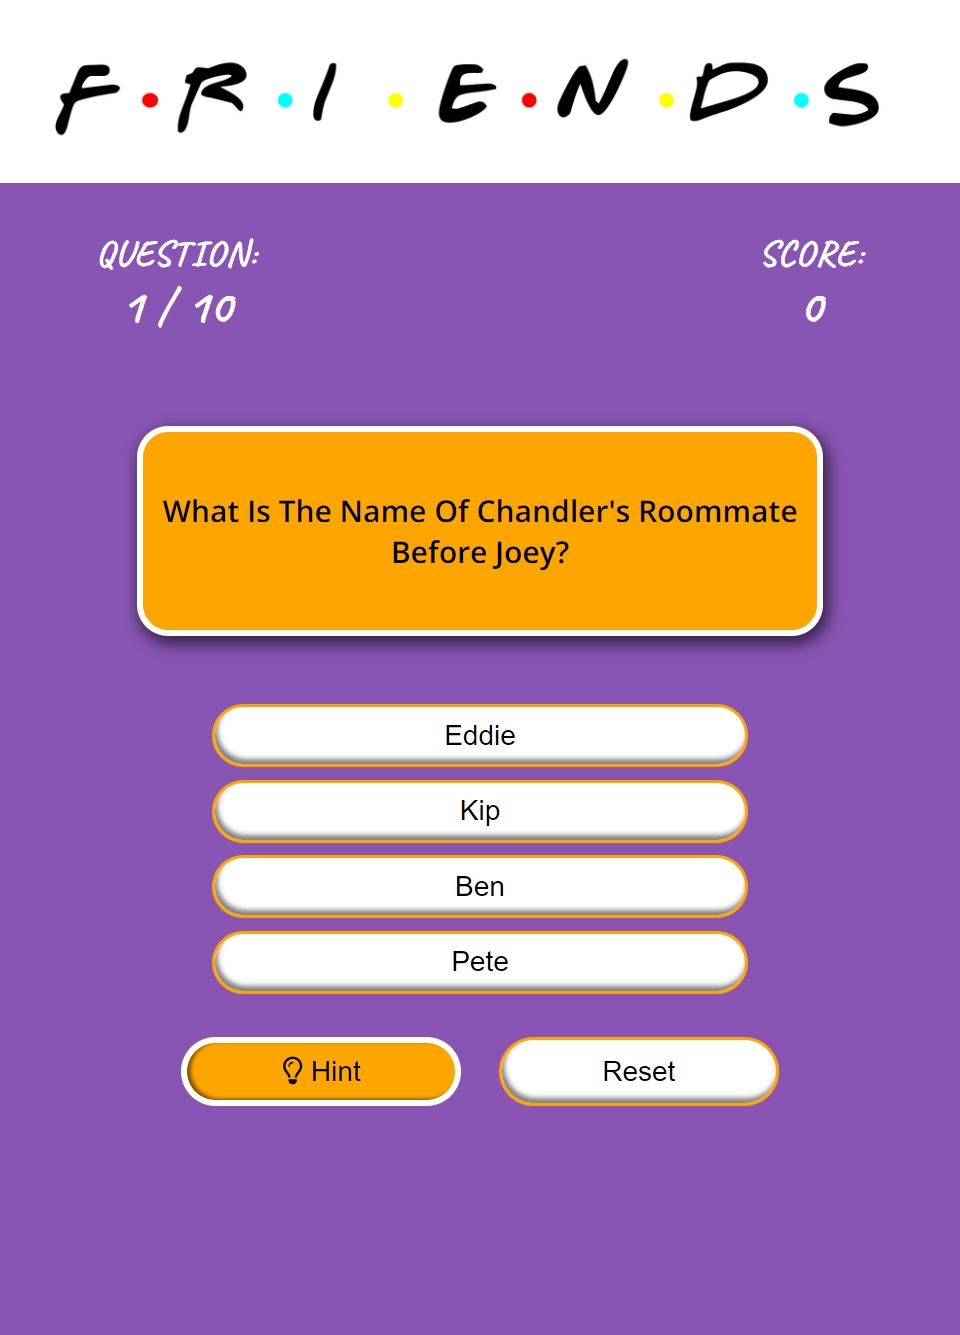 F•R•I•E•N•D•S
QUESTION:
1 / 10
SCORE:
0
What Is The Name Of Chandler's Roommate
Before Joey?
Eddie
Kip
Ben
Pete
Hint
Reset